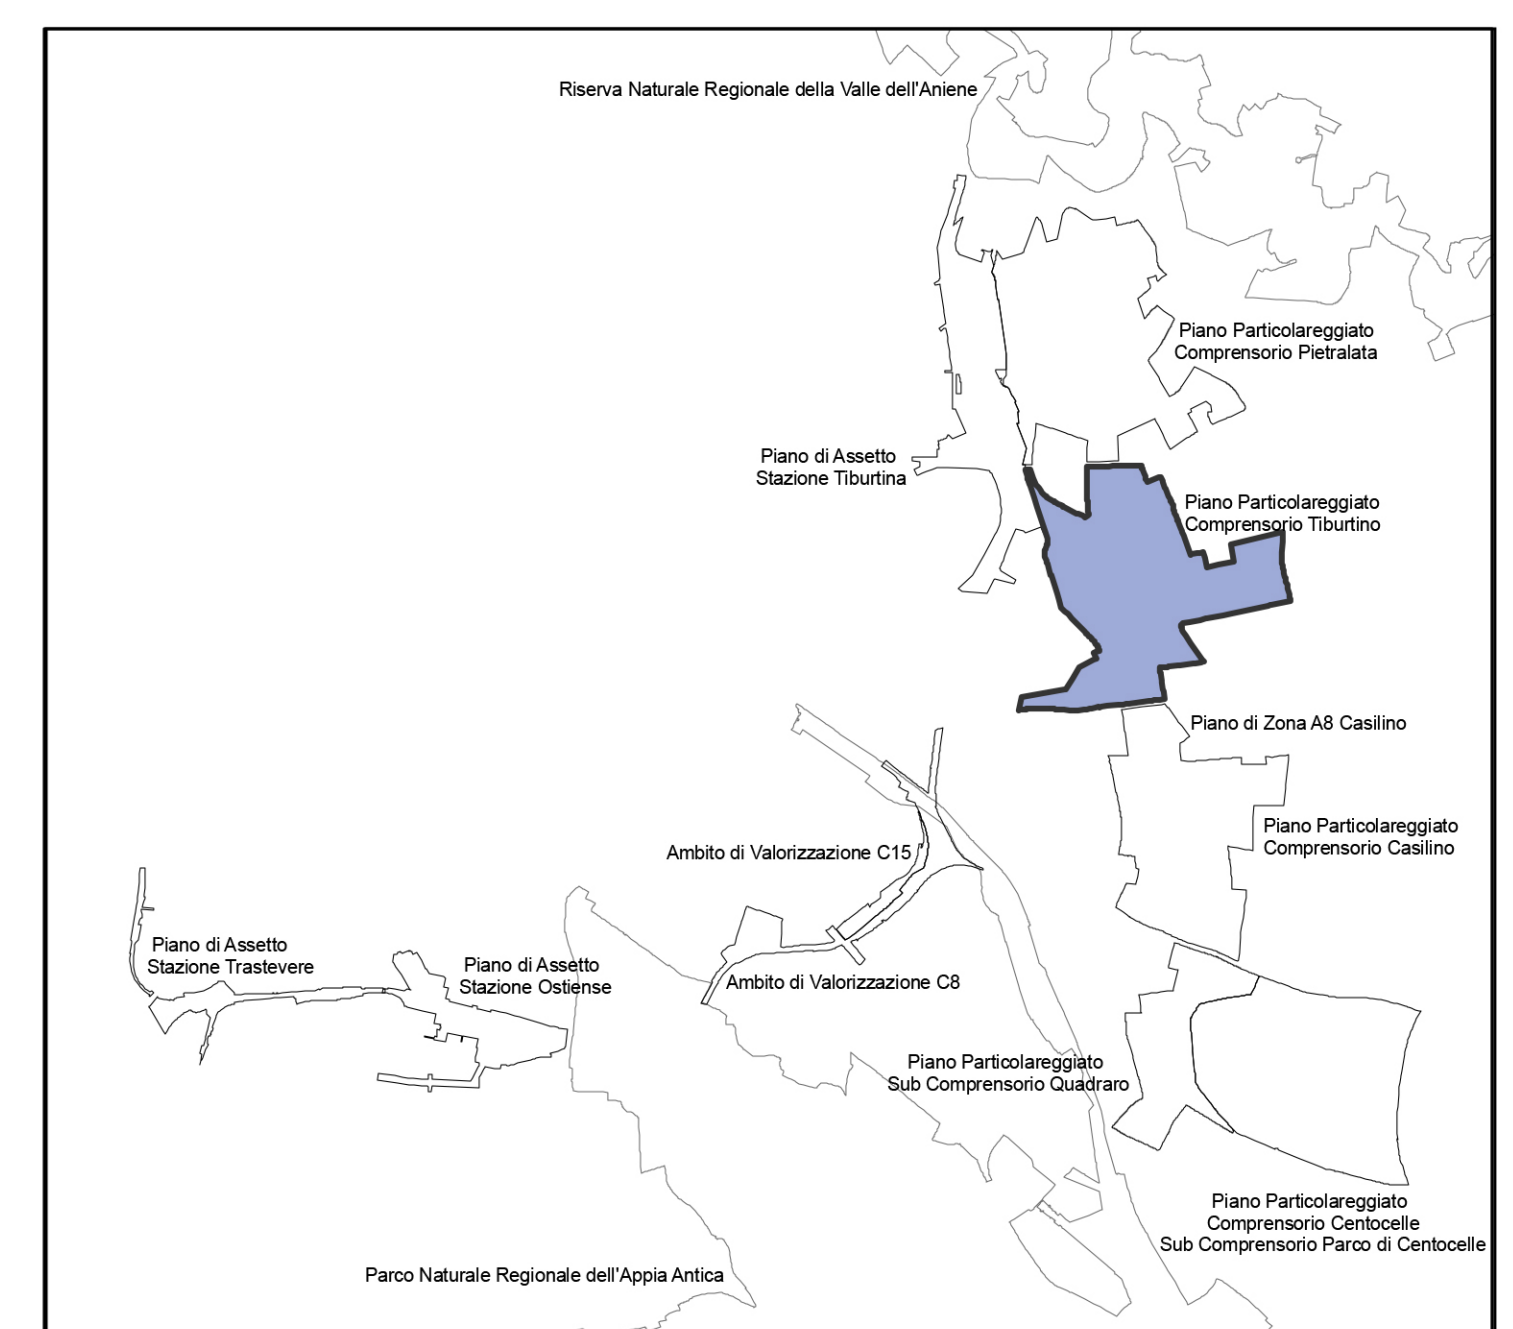 Riserva Naturale Regionale della Valle dell'Aniene
Piano Particolareggiato
Comprensorio Pietralata
Piano di Assetto
Stazione Tiburtina
Piano Particolareggiato
Comprensorio Tiburtino
Piano di Zona A8 Casilino
Piano Particolareggiato
Comprensorio Casilino
Ambito di Valorizzazione C15
Piano di Assetto
Stazione Trastevere
Piano di Assetto
Stazione Ostiense
Ambito di Valorizzazione C8
Piano Particolareggiato
Sub Comprensorio Quadraro
Piano Particolareggiato
Comprensorio Centocelle
Sub Comprensorio Parco di Centocelle
Parco Naturale Regionale dell'Appia Antica